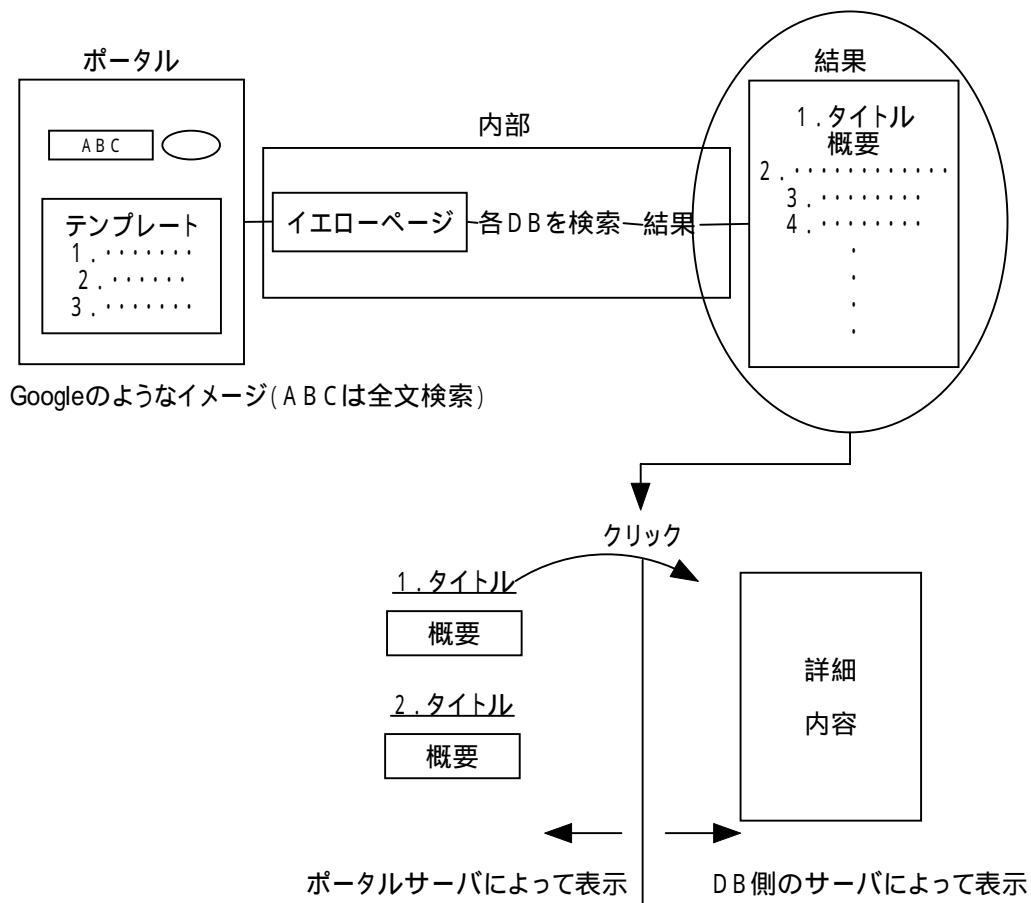 ポータル
ABC
テンプレート
1.・・・・・・・
2.・・・・・・
3.・・・・・・・
内部
イエローページ
各DBを検索
結果
結果
1.タイトル
概要
2.・・・・・・・・・・・・
3.・・・・・・・・
4.・・・・・・・・
・
・
・
・
Googleのようなイメージ(ABCは全文検索)
クリック
1.タイトル
概要
2.タイトル
概要
詳細
内容
ポータルサーバによって表示
DB側のサーバによって表示